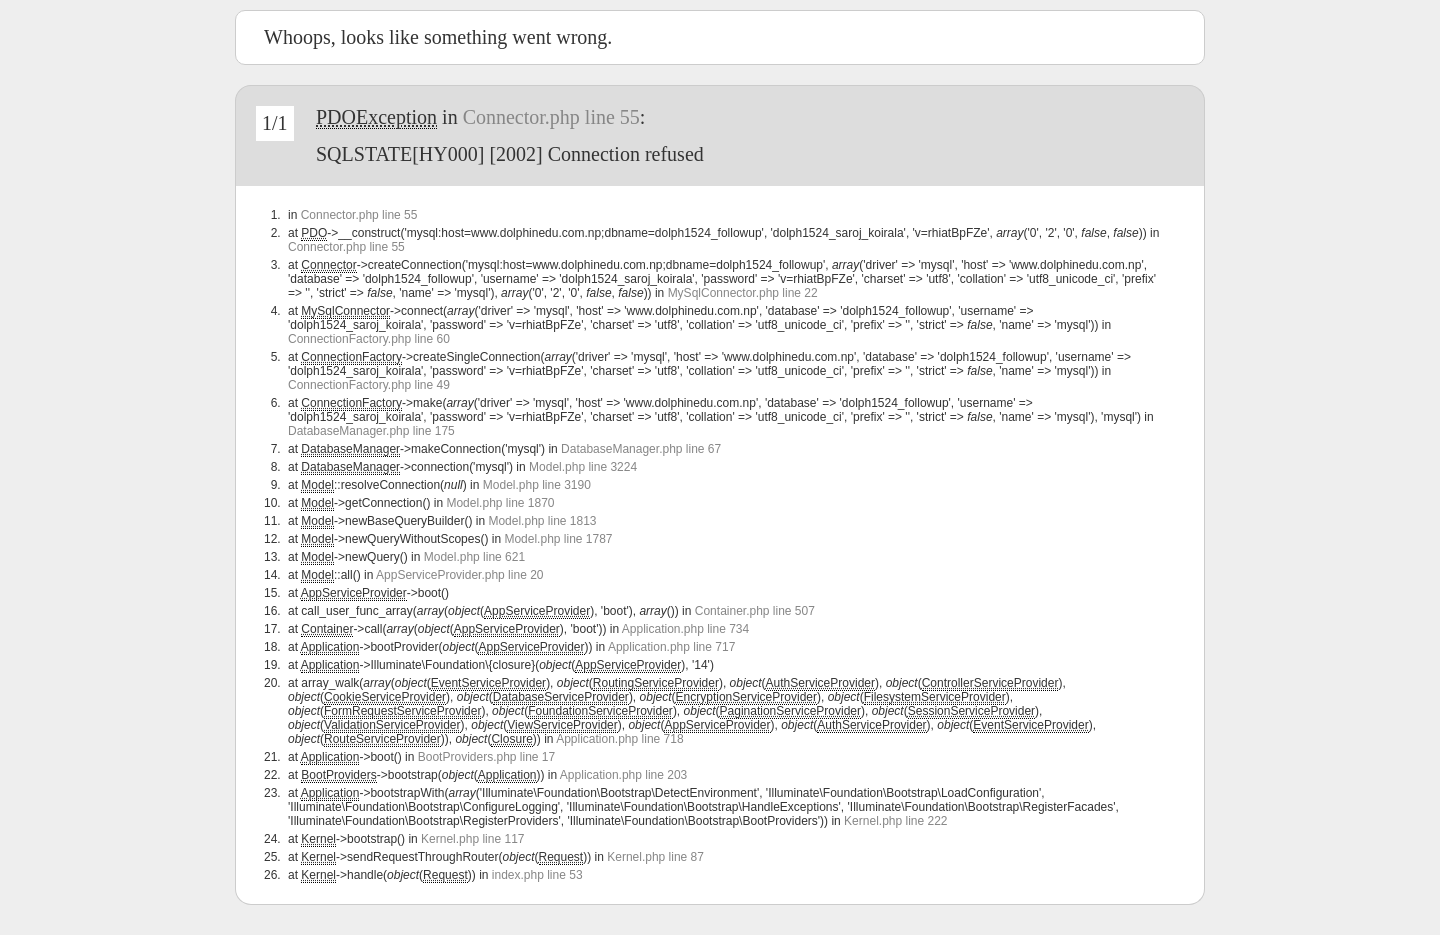 Whoops, looks like something went wrong.
1/1
PDOException in Connector.php line 55:
SQLSTATE[HY000] [2002] Connection refused
1. in Connector.php line 55
2. at PDO->__construct('mysql:host=www.dolphinedu.com.np;dbname=dolph1524_followup', 'dolph1524_saroj_koirala', 'v=rhiatBpFZe', array('0', '2', '0', false, false)) in
Connector.php line 55
3. at Connector->createConnection('mysql:host=www.dolphinedu.com.np;dbname=dolph1524_followup', array('driver' => 'mysql', 'host' => 'www.dolphinedu.com.np',
'database' => 'dolph1524_followup', 'username' => 'dolph1524_saroj_koirala', 'password' => 'v=rhiatBpFZe', 'charset' => 'utf8', 'collation' => 'utf8_unicode_ci', 'prefix'
=> '', 'strict' => false, 'name' => 'mysql'), array('0', '2', '0', false, false)) in MySqlConnector.php line 22
4. at MySqlConnector->connect(array('driver' => 'mysql', 'host' => 'www.dolphinedu.com.np', 'database' => 'dolph1524_followup', 'username' =>
'dolph1524_saroj_koirala', 'password' => 'v=rhiatBpFZe', 'charset' => 'utf8', 'collation' => 'utf8_unicode_ci', 'prefix' => '', 'strict' => false, 'name' => 'mysql')) in
ConnectionFactory.php line 60
5. at ConnectionFactory->createSingleConnection(array('driver' => 'mysql', 'host' => 'www.dolphinedu.com.np', 'database' => 'dolph1524_followup', 'username' =>
'dolph1524_saroj_koirala', 'password' => 'v=rhiatBpFZe', 'charset' => 'utf8', 'collation' => 'utf8_unicode_ci', 'prefix' => '', 'strict' => false, 'name' => 'mysql')) in
ConnectionFactory.php line 49
6. at ConnectionFactory->make(array('driver' => 'mysql', 'host' => 'www.dolphinedu.com.np', 'database' => 'dolph1524_followup', 'username' =>
'dolph1524_saroj_koirala', 'password' => 'v=rhiatBpFZe', 'charset' => 'utf8', 'collation' => 'utf8_unicode_ci', 'prefix' => '', 'strict' => false, 'name' => 'mysql'), 'mysql') in
DatabaseManager.php line 175
7. at DatabaseManager->makeConnection('mysql') in DatabaseManager.php line 67
8. at DatabaseManager->connection('mysql') in Model.php line 3224
9. at Model::resolveConnection(null) in Model.php line 3190
10. at Model->getConnection() in Model.php line 1870
11. at Model->newBaseQueryBuilder() in Model.php line 1813
12. at Model->newQueryWithoutScopes() in Model.php line 1787
13. at Model->newQuery() in Model.php line 621
14. at Model::all() in AppServiceProvider.php line 20
15. at AppServiceProvider->boot()
16. at call_user_func_array(array(object(AppServiceProvider), 'boot'), array()) in Container.php line 507
17. at Container->call(array(object(AppServiceProvider), 'boot')) in Application.php line 734
18. at Application->bootProvider(object(AppServiceProvider)) in Application.php line 717
19. at Application->Illuminate\Foundation\{closure}(object(AppServiceProvider), '14')
20. at array_walk(array(object(EventServiceProvider), object(RoutingServiceProvider), object(AuthServiceProvider), object(ControllerServiceProvider),
object(CookieServiceProvider), object(DatabaseServiceProvider), object(EncryptionServiceProvider), object(FilesystemServiceProvider),
object(FormRequestServiceProvider), object(FoundationServiceProvider), object(PaginationServiceProvider), object(SessionServiceProvider),
object(ValidationServiceProvider), object(ViewServiceProvider), object(AppServiceProvider), object(AuthServiceProvider), object(EventServiceProvider),
object(RouteServiceProvider)), object(Closure)) in Application.php line 718
21. at Application->boot() in BootProviders.php line 17
22. at BootProviders->bootstrap(object(Application)) in Application.php line 203
23. at Application->bootstrapWith(array('Illuminate\Foundation\Bootstrap\DetectEnvironment', 'Illuminate\Foundation\Bootstrap\LoadConfiguration',
'Illuminate\Foundation\Bootstrap\ConfigureLogging', 'Illuminate\Foundation\Bootstrap\HandleExceptions', 'Illuminate\Foundation\Bootstrap\RegisterFacades',
'Illuminate\Foundation\Bootstrap\RegisterProviders', 'Illuminate\Foundation\Bootstrap\BootProviders')) in Kernel.php line 222
24. at Kernel->bootstrap() in Kernel.php line 117
25. at Kernel->sendRequestThroughRouter(object(Request)) in Kernel.php line 87
26. at Kernel->handle(object(Request)) in index.php line 53